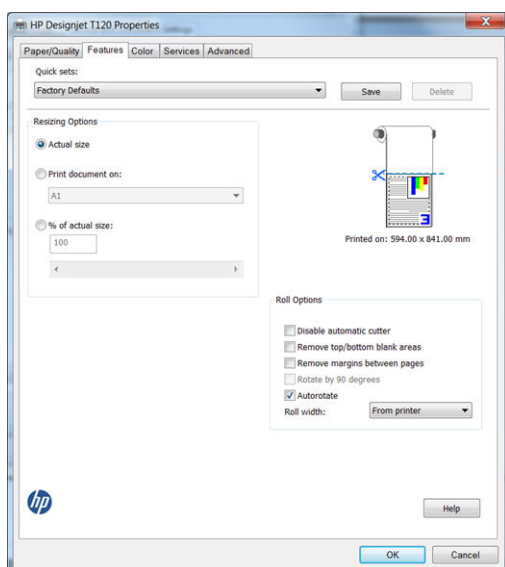 HP Designjet T120 Properties
Paper/Quality Features Color Services Advanced
Quick sets:
Factory Defaults
Save
Delete
Resizing Options
Actual size
Print document on:
A1
% of actual size:
100
Printed on: 594.00 x 841.00 mm
Roll Options
Disable automatic cutter
Remove top/bottom blank areas
Remove margins between pages
Rotate by 90 degrees
Autorotate
Roll width: From printer
hp
Help
OK
Cancel